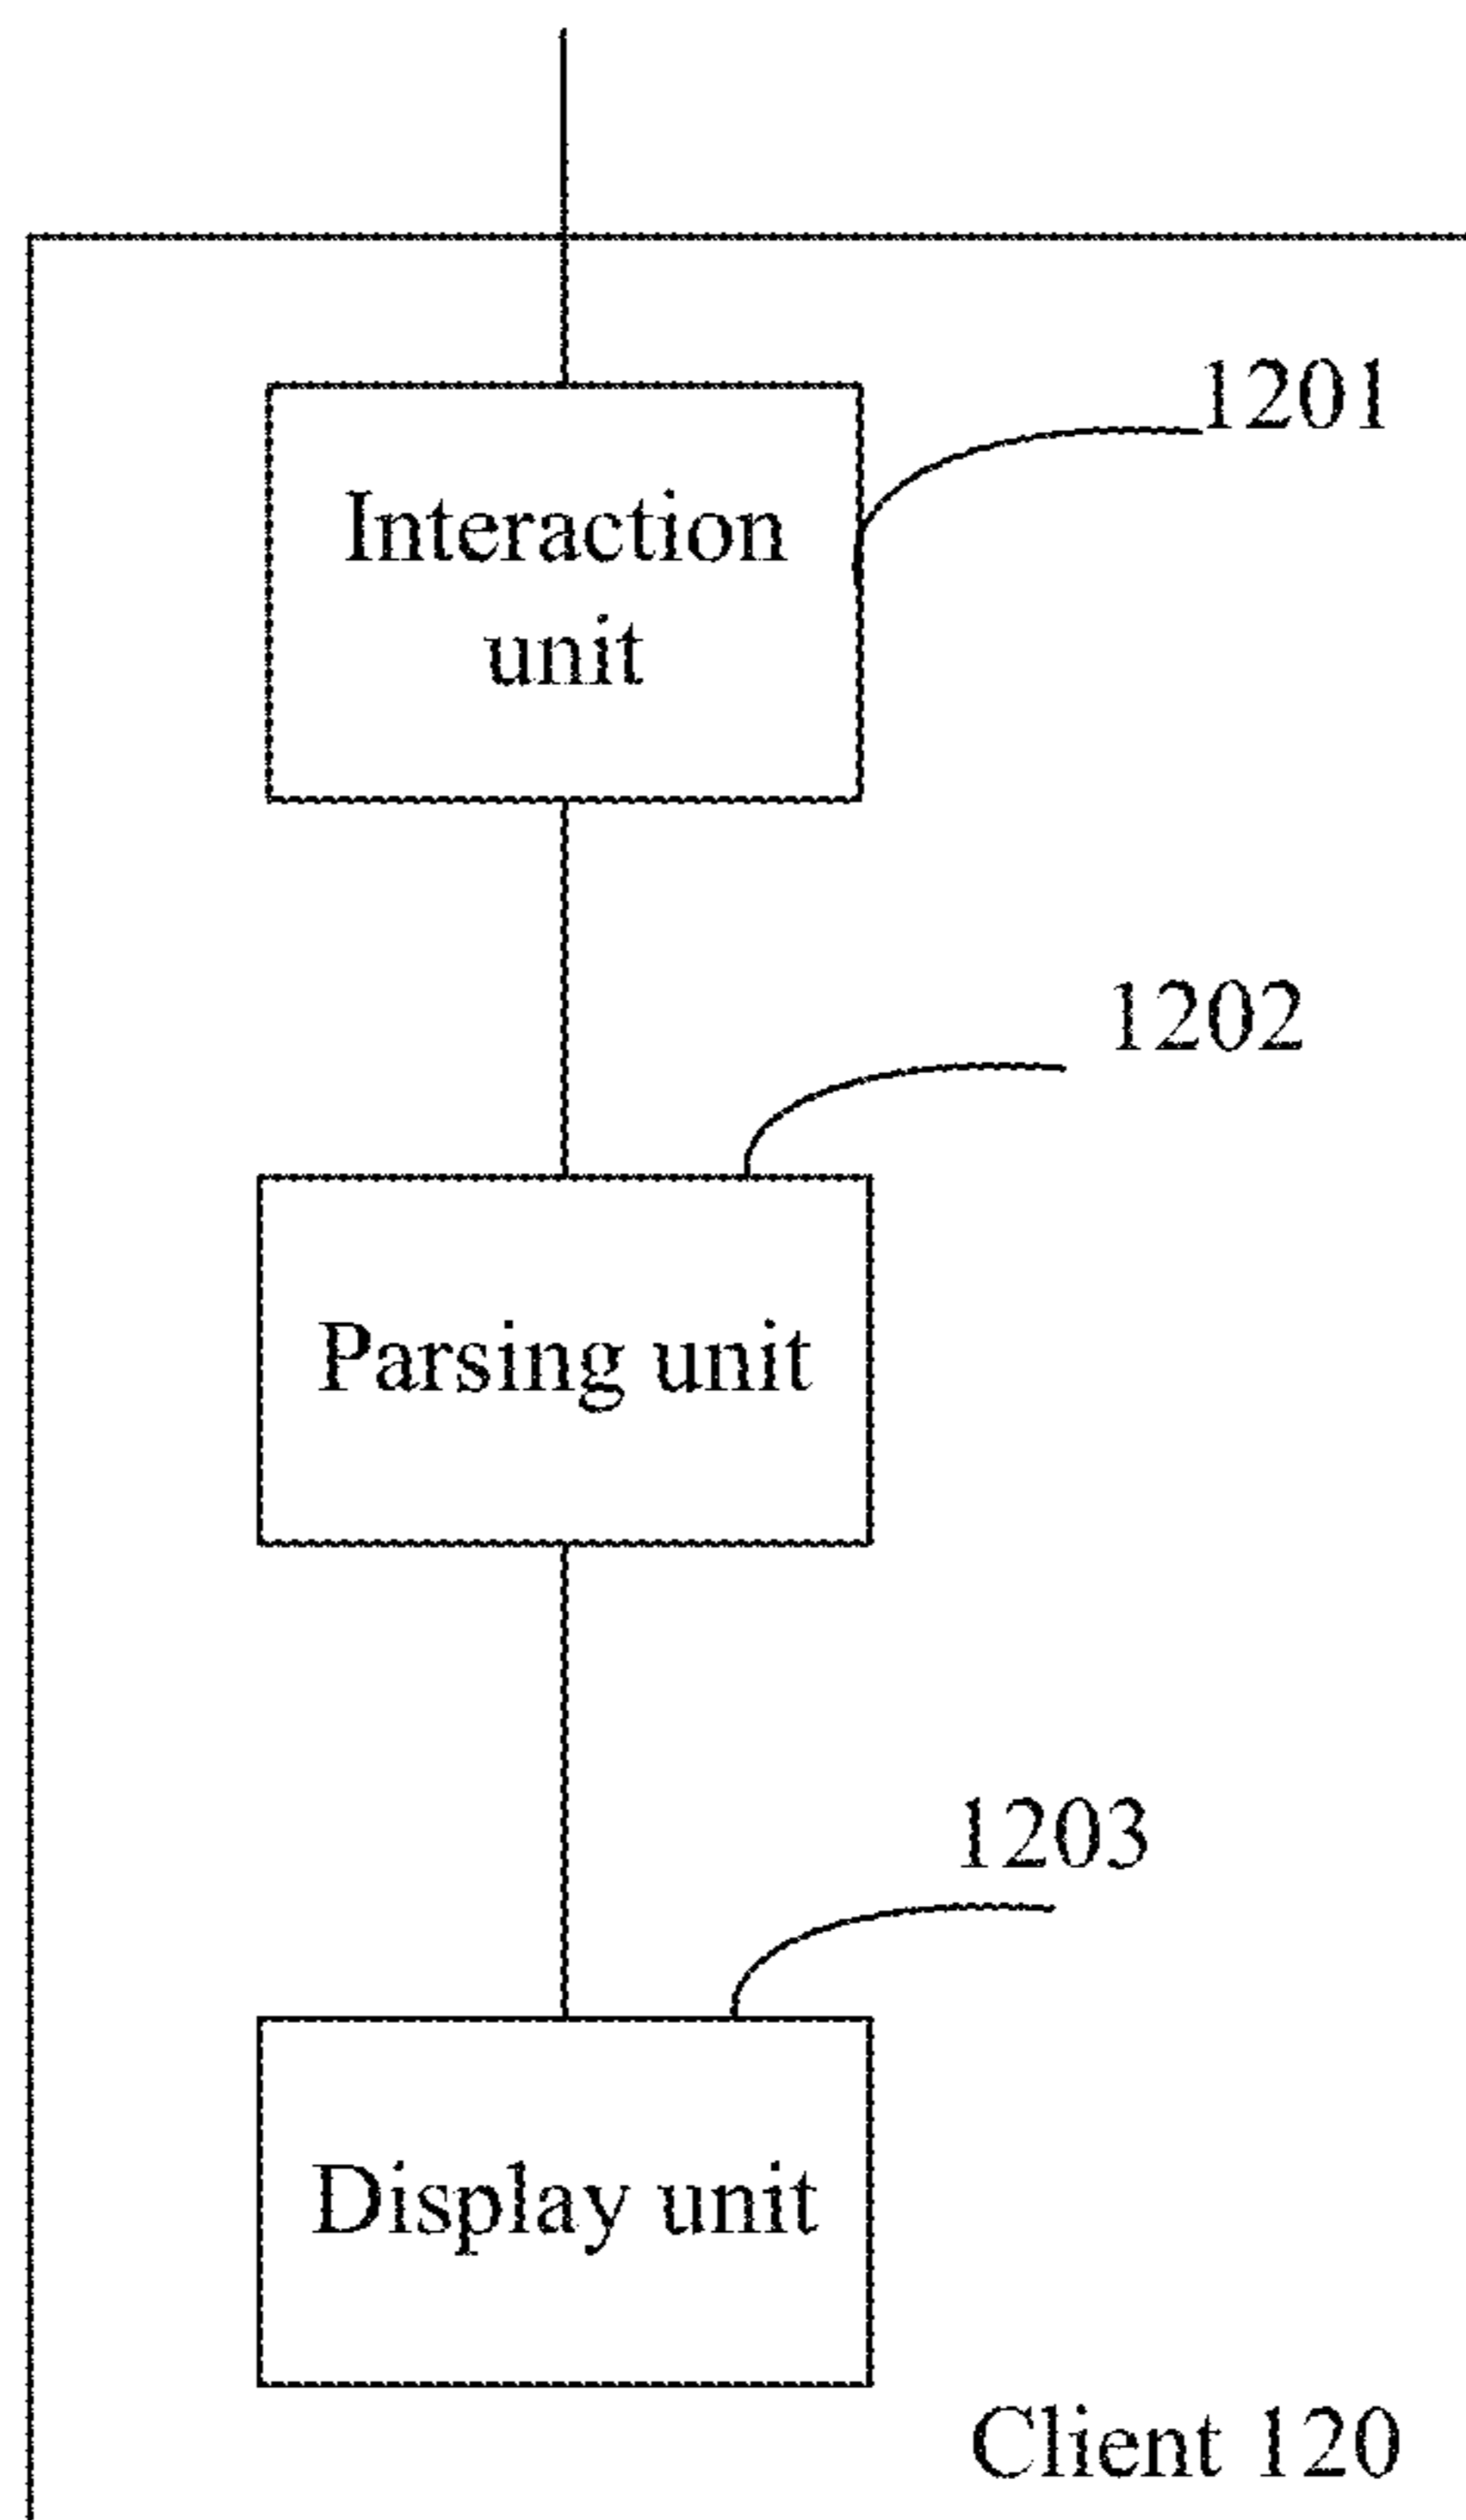 1201
Interaction
unit
1202
Parsing unit
1203
Display unit
Client 120